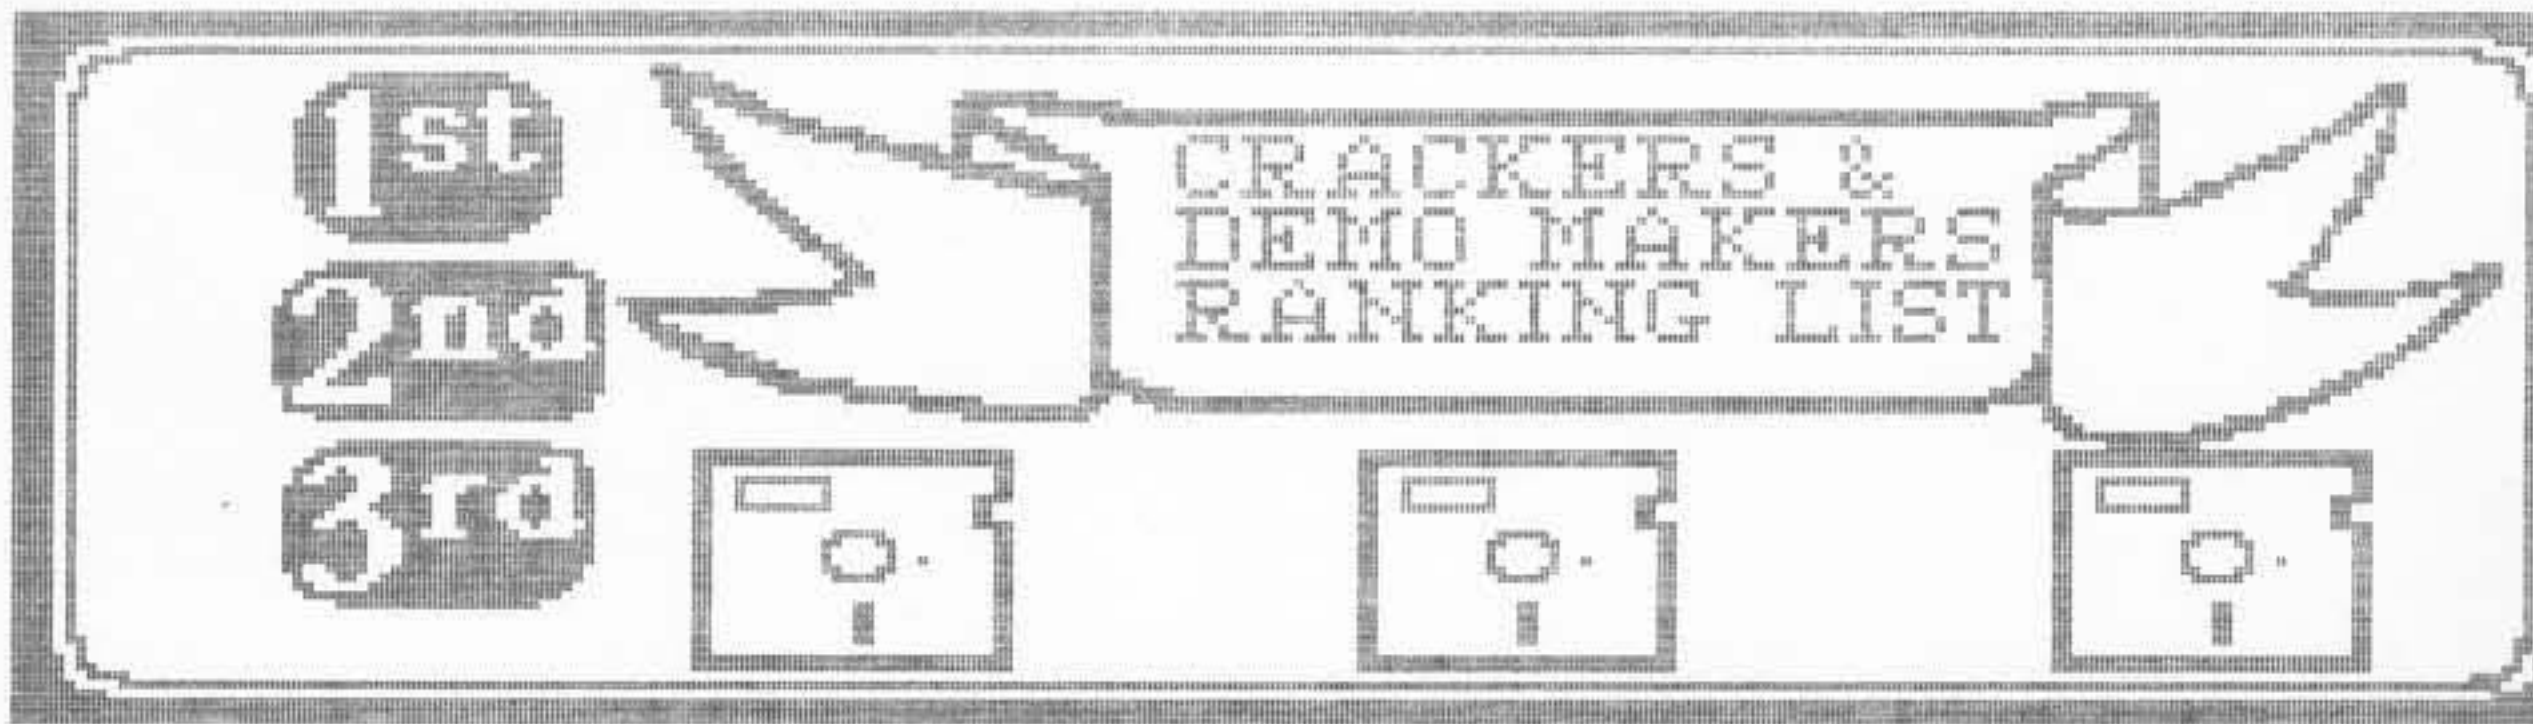 1st
2nd
3rd
CRACKERS &
DEMO MAKERS
RANKING LIST